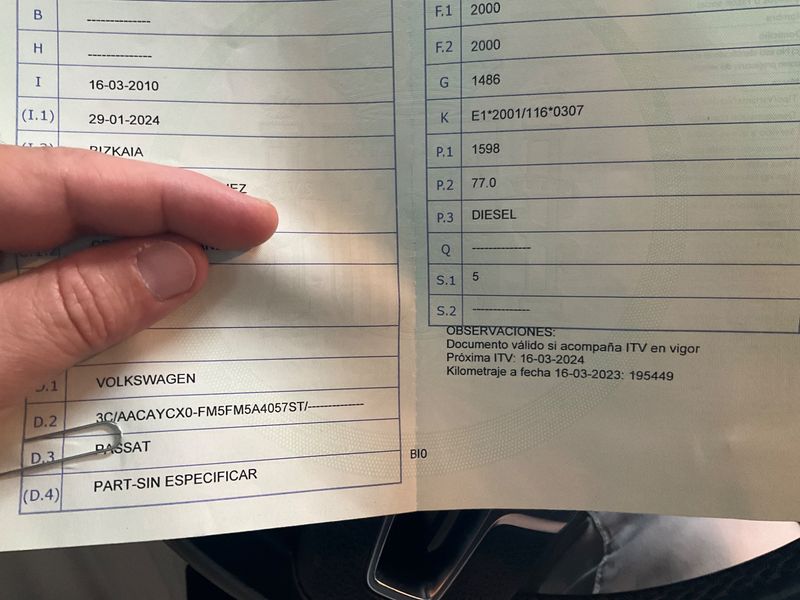 B --------------
H --------------
I 16-03-2010
(I.1) 29-01-2024
BIZKAIA
EZ
D.1 VOLKSWAGEN
D.2 3C/AACAYCX0-FM5FM5A4057ST/--------------
D.3 PASSAT
(D.4) PART-SIN ESPECIFICAR
F.1 2000
F.2 2000
G 1486
K E1*2001/116*0307
P.1 1598
P.2 77.0
P.3 DIESEL
Q --------------
S.1 5
S.2 --------------
OBSERVACIONES:
Documento válido si acompaña ITV en vigor
Próxima ITV: 16-03-2024
Kilometraje a fecha 16-03-2023: 195449
BI0